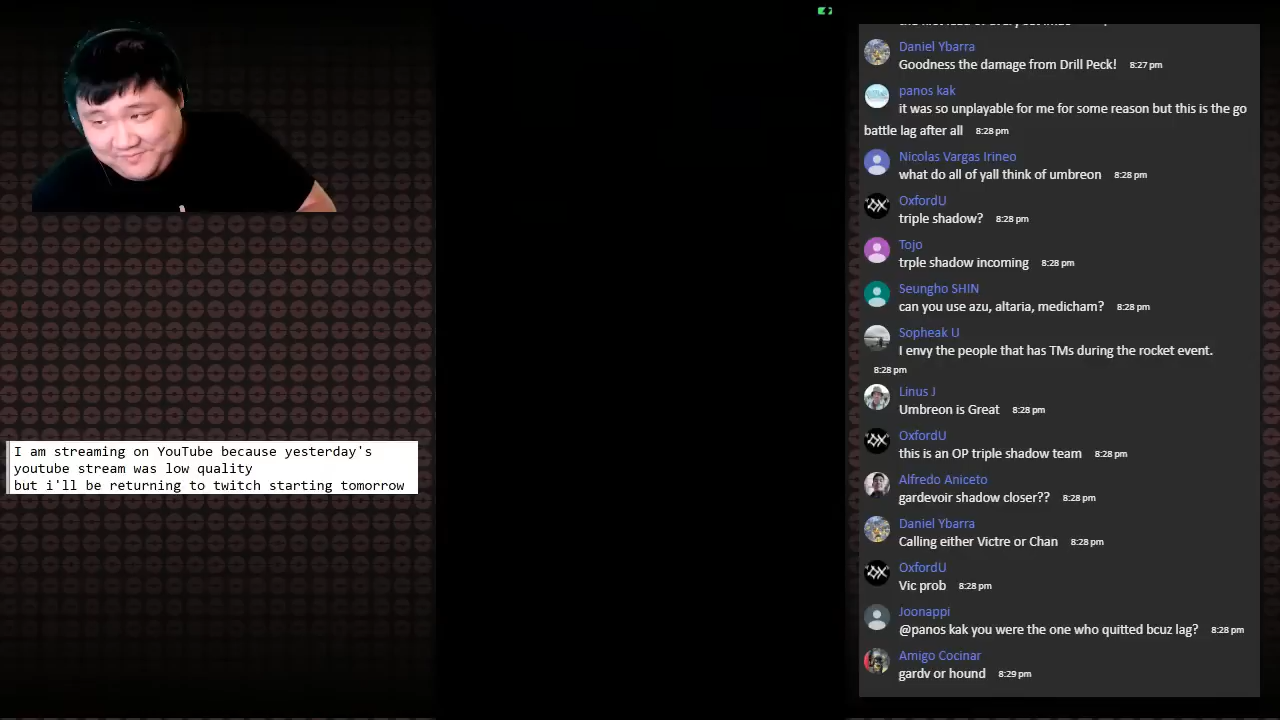 I am streaming on YouTube because yesterday's
youtube stream was low quality
but i'll be returning to twitch starting tomorrow
Daniel Ybarra
Goodness the damage from Drill Peck! 8:27 pm
panos kak
it was so unplayable for me for some reason but this is the go
battle lag after all 8:28 pm
Nicolas Vargas Irineo
what do all of yall think of umbreon 8:28 pm
OxfordU
triple shadow? 8:28 pm
Tojo
trple shadow incoming 8:28 pm
Seungho SHIN
can you use azu, altaria, medicham? 8:28 pm
Sopheak U
I envy the people that has TMs during the rocket event.
8:28 pm
Linus J
Umbreon is Great 8:28 pm
OxfordU
this is an OP triple shadow team 8:28 pm
Alfredo Aniceto
gardevoir shadow closer?? 8:28 pm
Daniel Ybarra
Calling either Victre or Chan 8:28 pm
OxfordU
Vic prob 8:28 pm
Joonappi
@panos kak you were the one who quitted bcuz lag? 8:28 pm
Amigo Cocinar
gardv or hound 8:29 pm